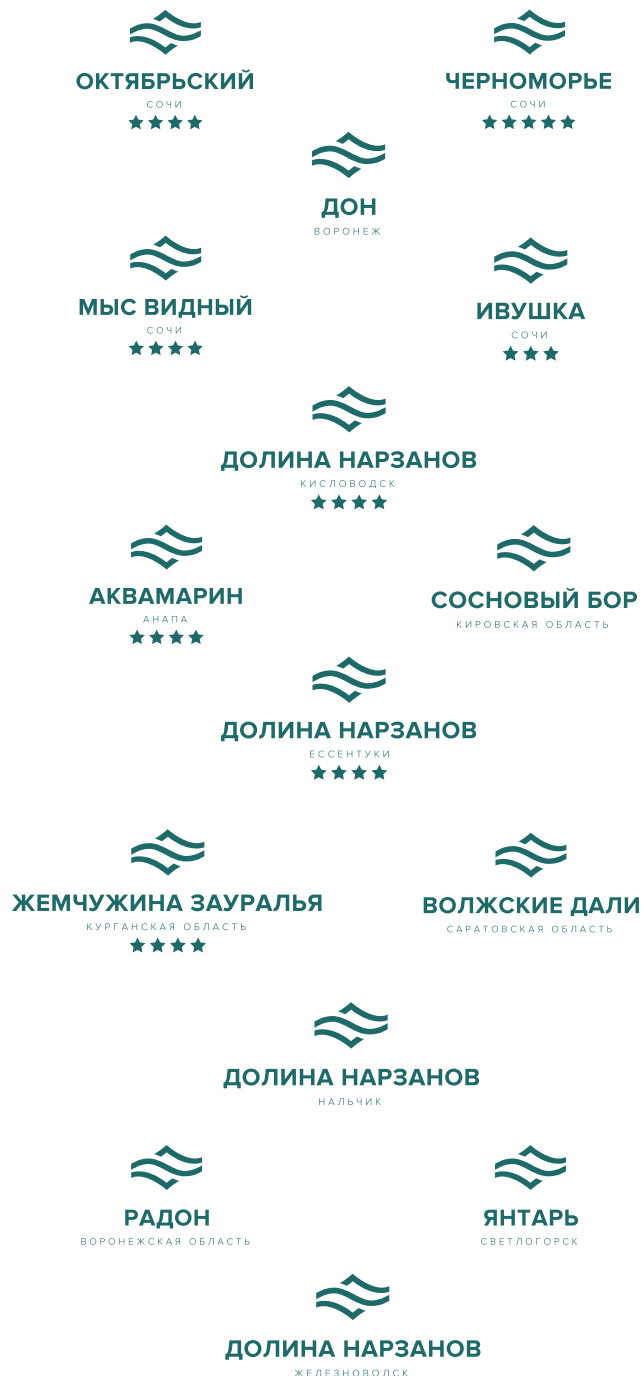 ОКТЯБРЬСКИЙ
СОЧИ
ЧЕРНОМОРЬЕ
СОЧИ
ДОН
ВОРОНЕЖ
МЫС ВИДНЫЙ
СОЧИ
ИВУШКА
СОЧИ
ДОЛИНА НАРЗАНОВ
КИСЛОВОДСК
АКВАМАРИН
АНАПА
СОСНОВЫЙ БОР
КИРОВСКАЯ ОБЛАСТЬ
ДОЛИНА НАРЗАНОВ
ЕССЕНТУКИ
ЖЕМЧУЖИНА ЗАУРАЛЬЯ
КУРГАНСКАЯ ОБЛАСТЬ
ВОЛЖСКИЕ ДАЛИ
САРАТОВСКАЯ ОБЛАСТЬ
ДОЛИНА НАРЗАНОВ
НАЛЬЧИК
РАДОН
ВОРОНЕЖСКАЯ ОБЛАСТЬ
ЯНТАРЬ
СВЕТЛОГОРСК
ДОЛИНА НАРЗАНОВ
ЖЕЛЕЗНОВОДСК